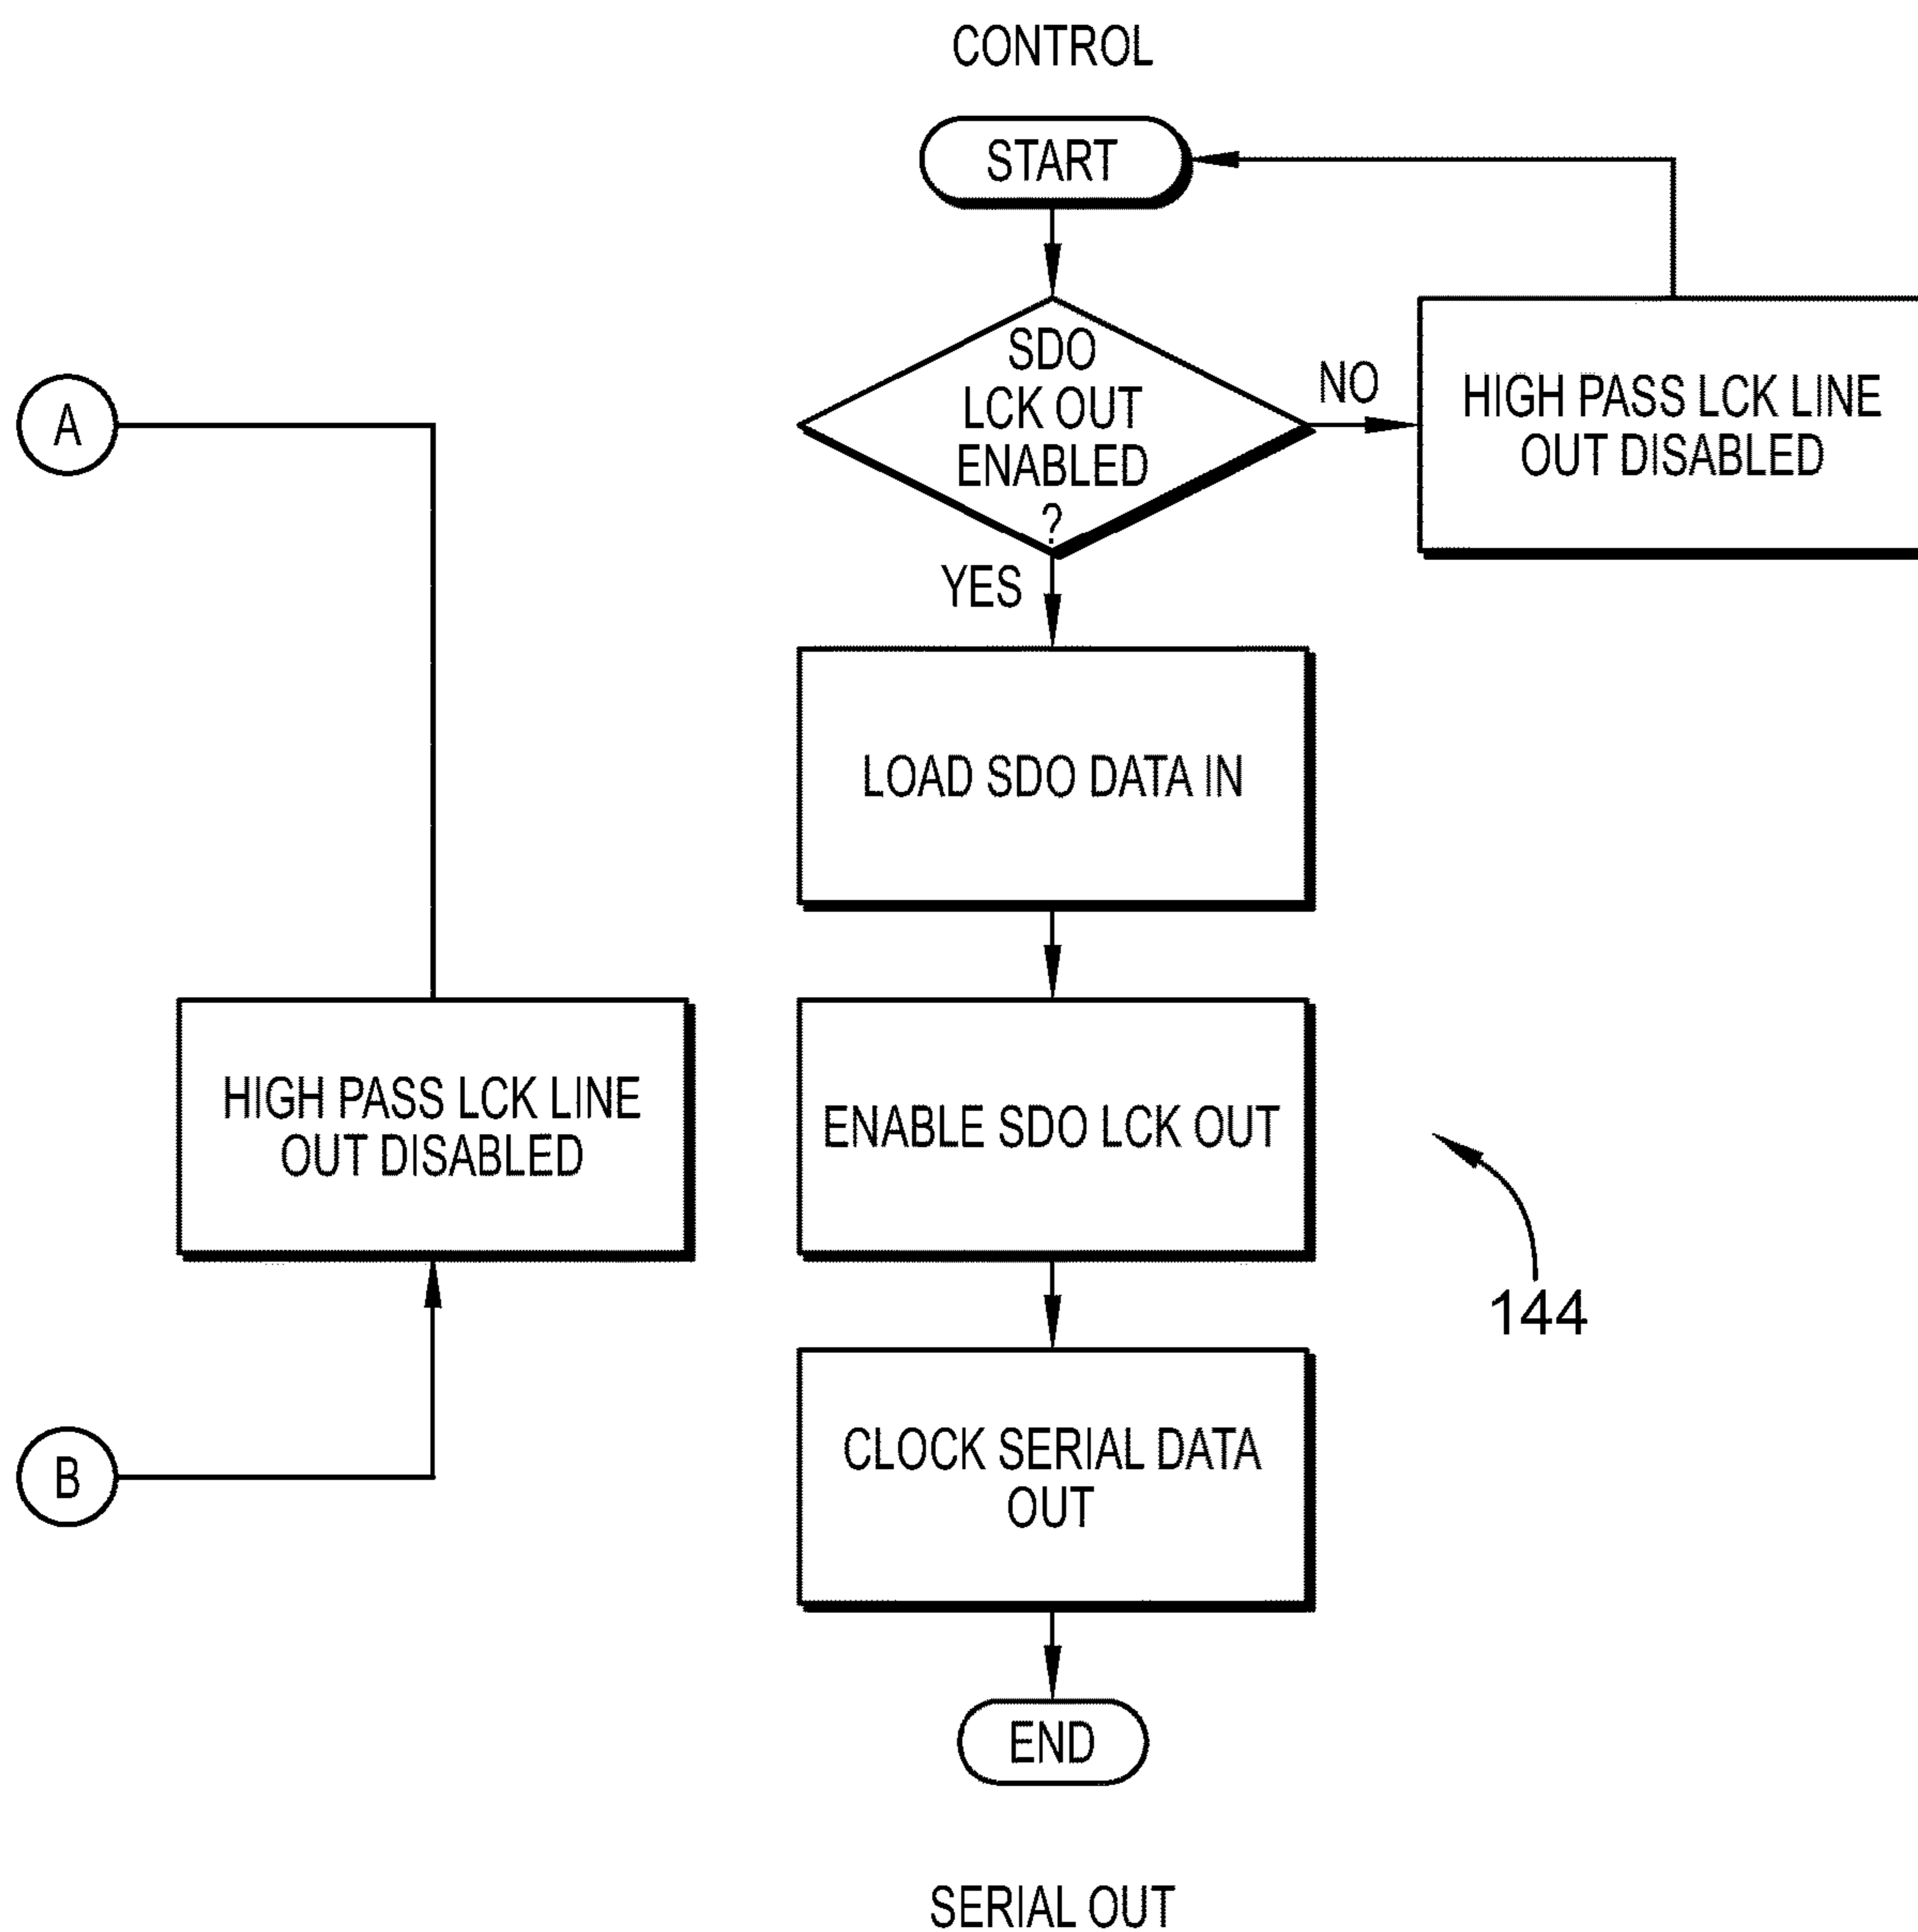 CONTROL
START
SDO
LCK OUT
ENABLED
?
NO
HIGH PASS LCK LINE
OUT DISABLED
YES
A
LOAD SDO DATA IN
HIGH PASS LCK LINE
OUT DISABLED
ENABLE SDO LCK OUT
144
B
CLOCK SERIAL DATA
OUT
END
SERIAL OUT